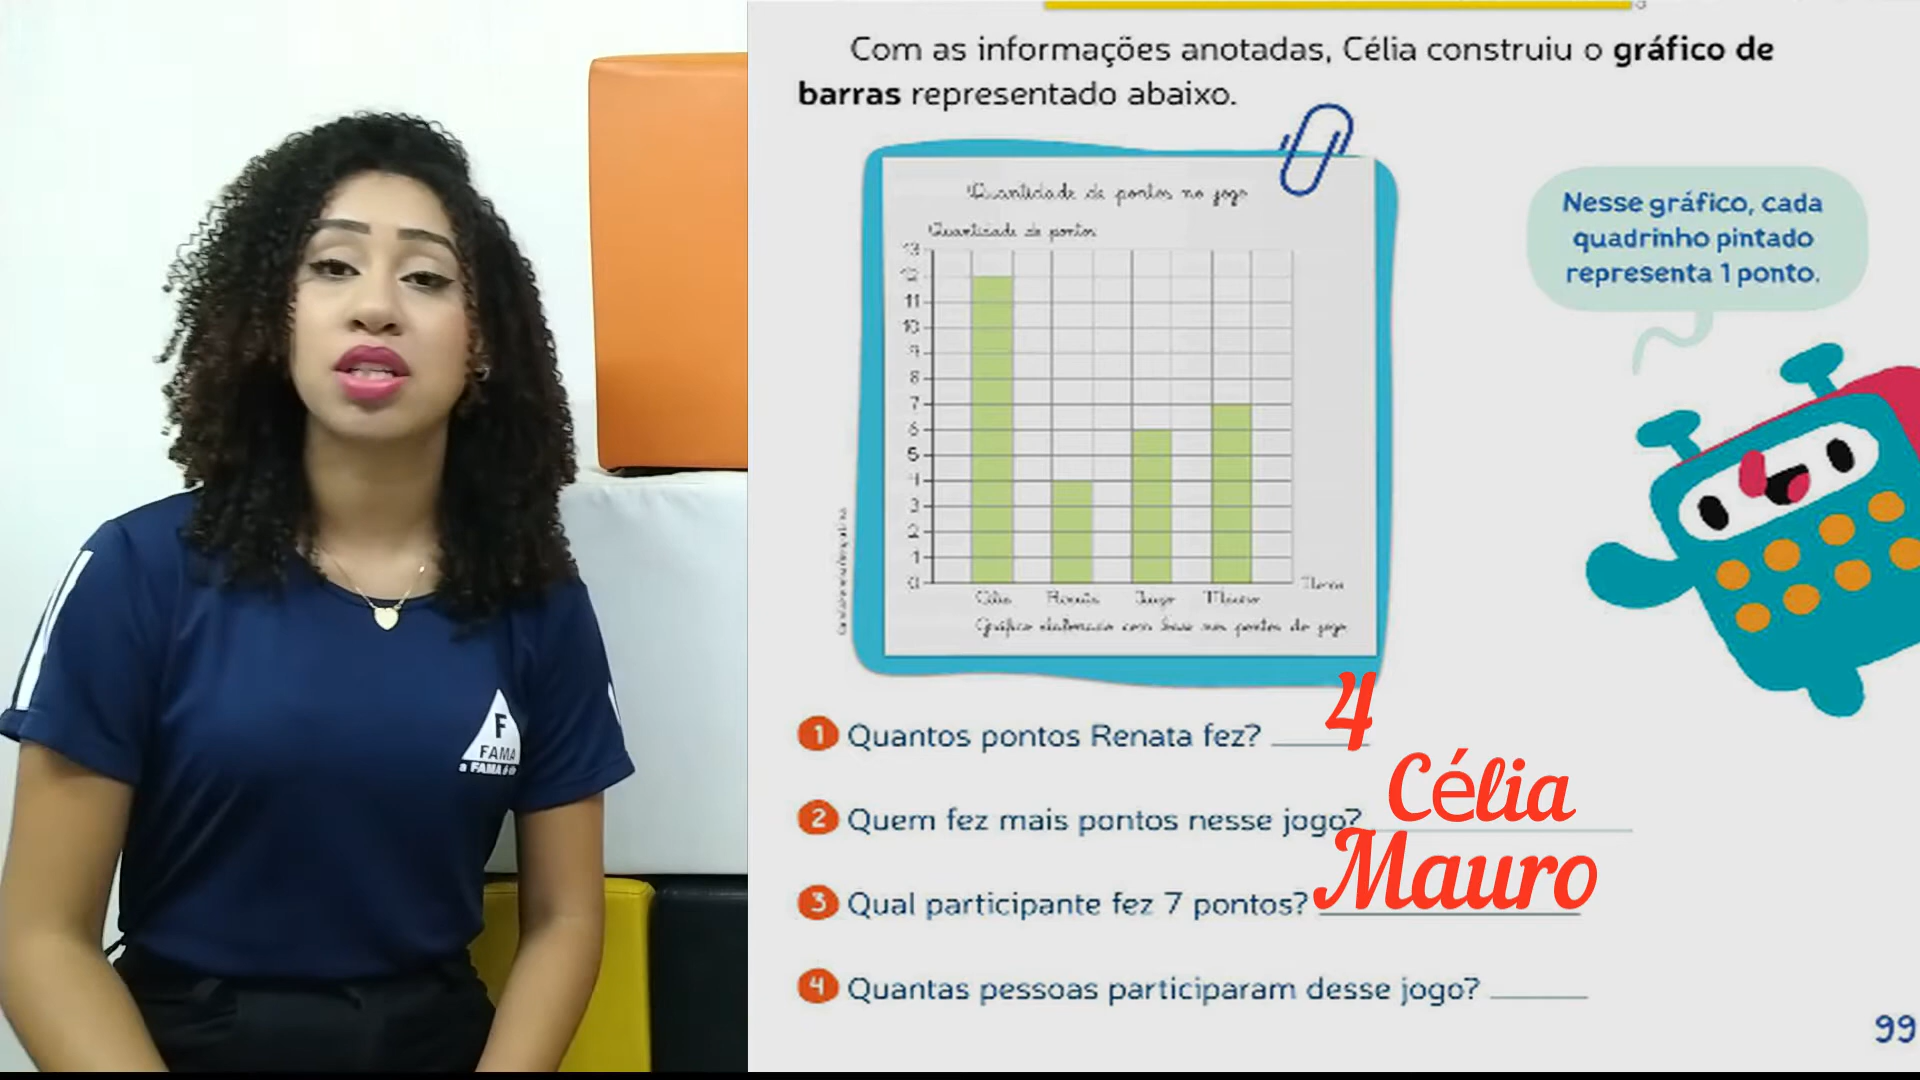 Com as informações anotadas, Célia construiu o gráfico de
barras representado abaixo.
Quantidade de pontos no jogo
Quantidade de pontos
13
12
11
10
9
8
7
6
5
4
3
2
1
0
Célia Renata Tiago Mauro Nome
Gráfico elaborado com base nos pontos do jogo
Nesse gráfico, cada
quadrinho pintado
representa 1 ponto.
1 Quantos pontos Renata fez? 4
2 Quem fez mais pontos nesse jogo? Célia
3 Qual participante fez 7 pontos? Mauro
4 Quantas pessoas participaram desse jogo?
99
F
FAMA
a FAMA é